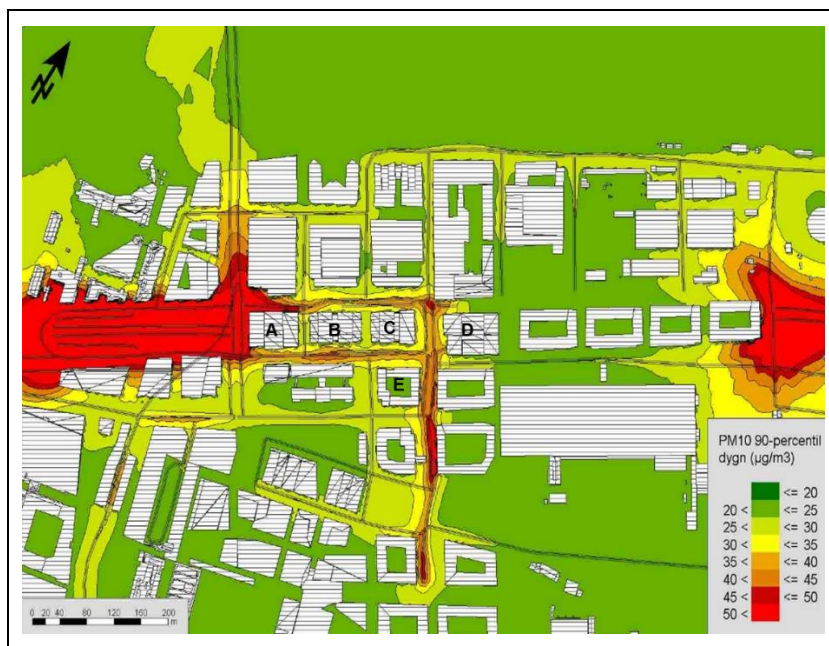 N
A B C D
E
PM10 90-percentil
dygn (µg/m3)
<= 20
20 < <= 25
25 < <= 30
30 < <= 35
35 < <= 40
40 < <= 45
45 < <= 50
50 <
0 20 40 80 120 160 200
m